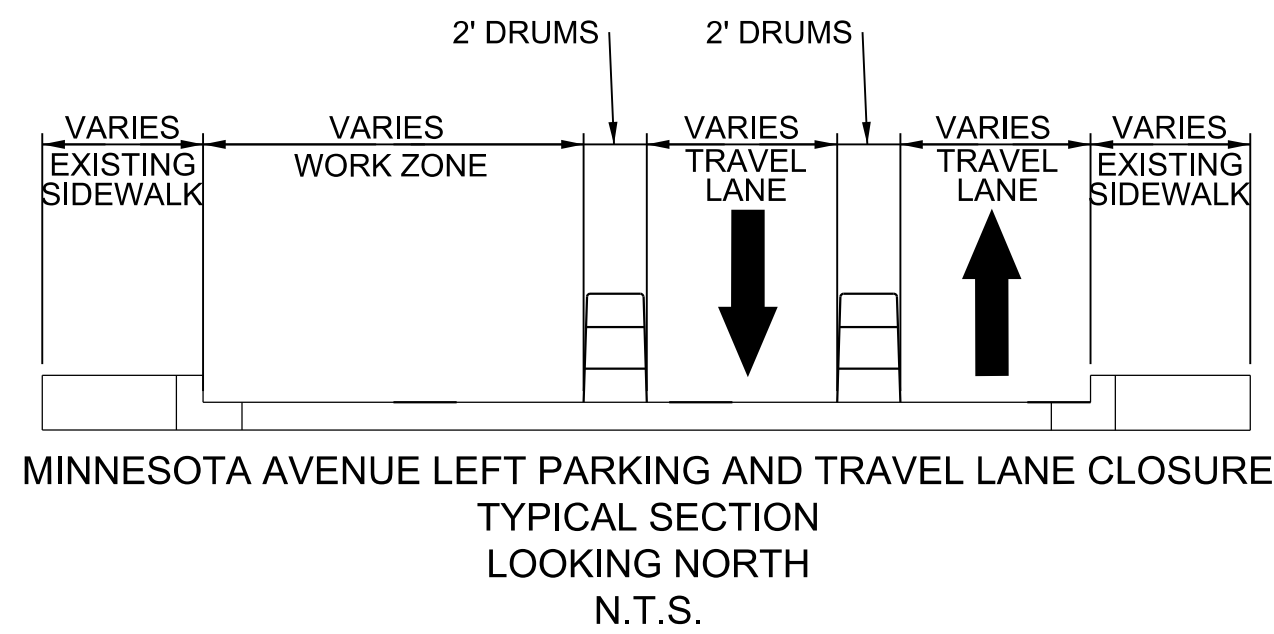 2' DRUMS 2' DRUMS
VARIES VARIES VARIES VARIES VARIES
EXISTING WORK ZONE TRAVEL TRAVEL EXISTING
SIDEWALK LANE LANE SIDEWALK
MINNESOTA AVENUE LEFT PARKING AND TRAVEL LANE CLOSURE
TYPICAL SECTION
LOOKING NORTH
N.T.S.